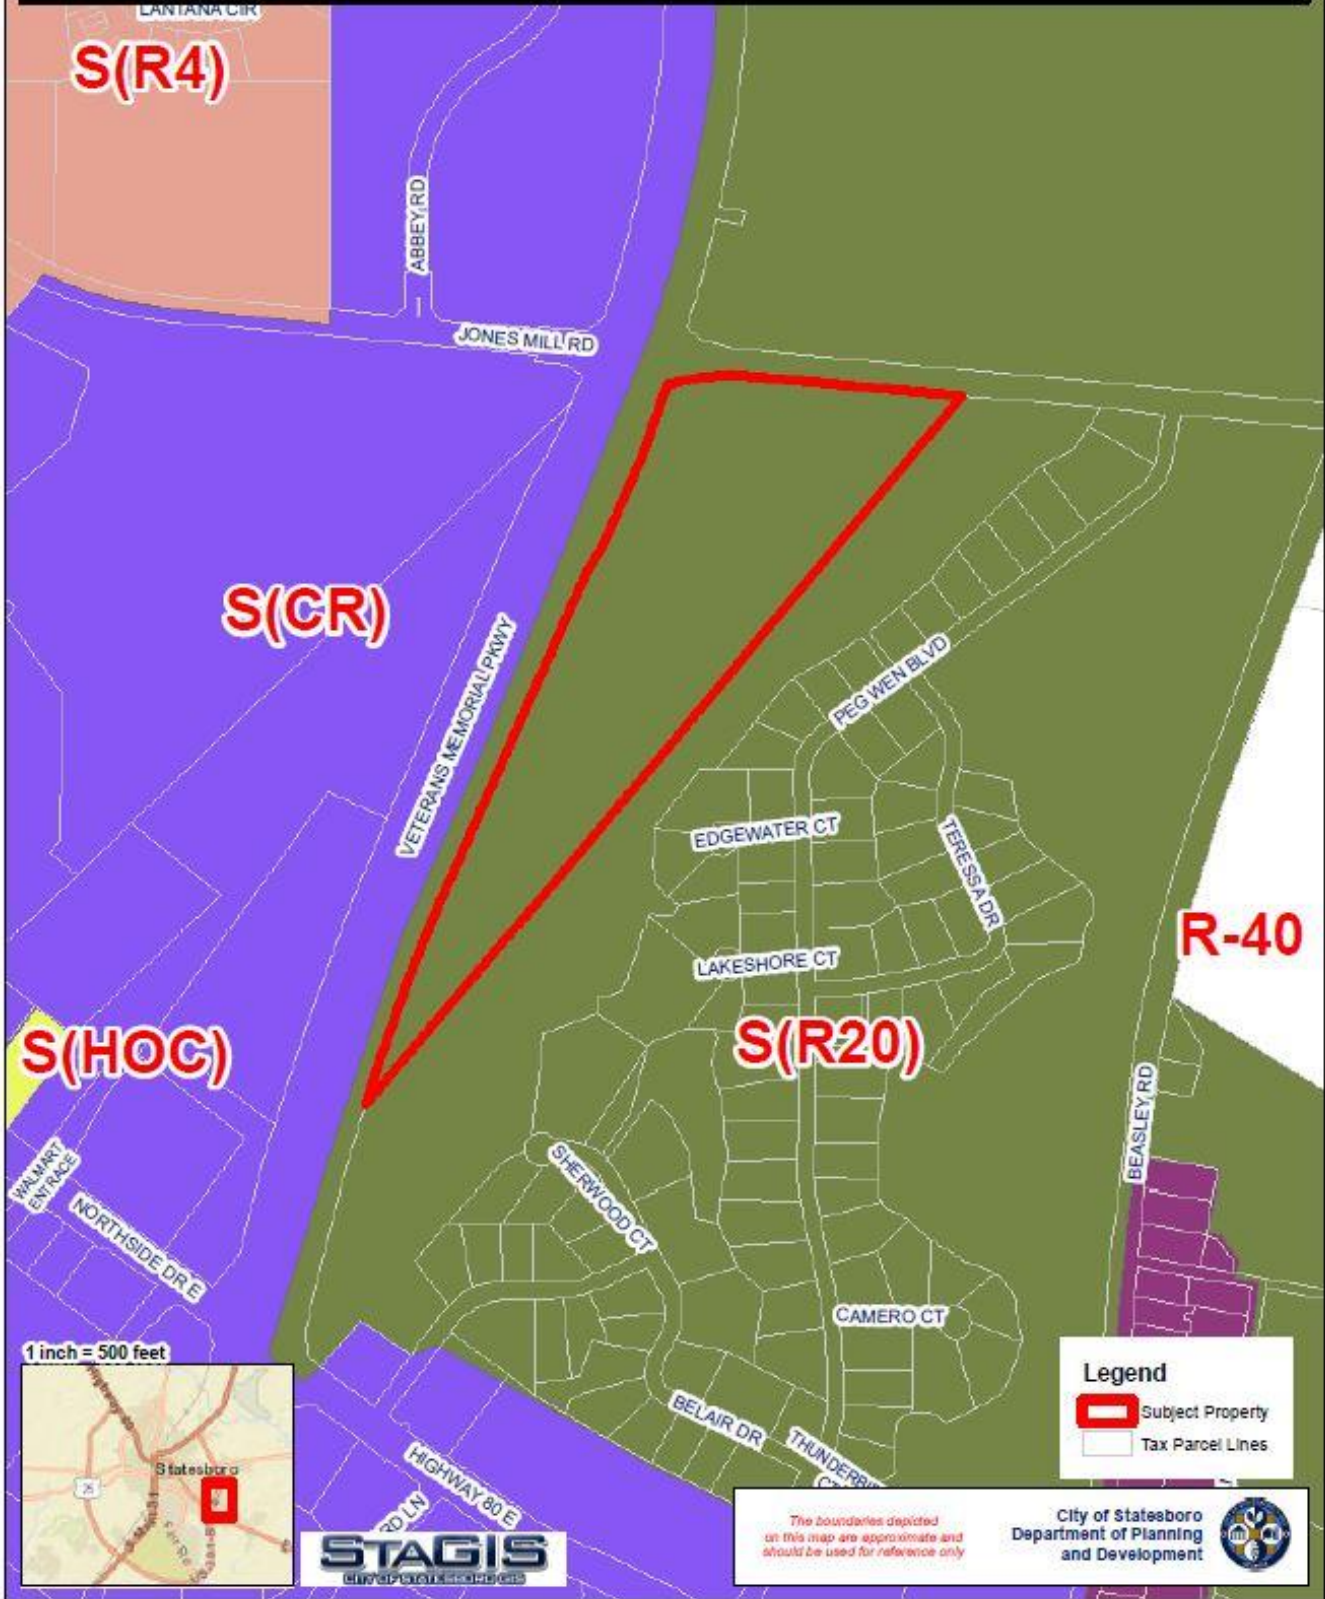 LANTANA CIR
S(R4)
ABBEY RD
JONES MILL RD
S(CR)
VETERANS MEMORIAL PKWY
PEG WEN BLVD
EDGEWATER CT
TERESSA DR
R-40
LAKESHORE CT
S(HOC)
S(R20)
BEASLEY RD
WALMART
ENTRACE
SHERWOOD CT
NORTHSIDE DR E
CAMERO CT
1 inch = 500 feet
Legend
Subject Property
Tax Parcel Lines
BELAIR DR
HIGHWAY 80 E
RD LN
Statesboro
25
STAGIS
CITY OF STATESBORO GIS
The boundaries depicted
on this map are approximate and
should be used for reference only
City of Statesboro
Department of Planning
and Development